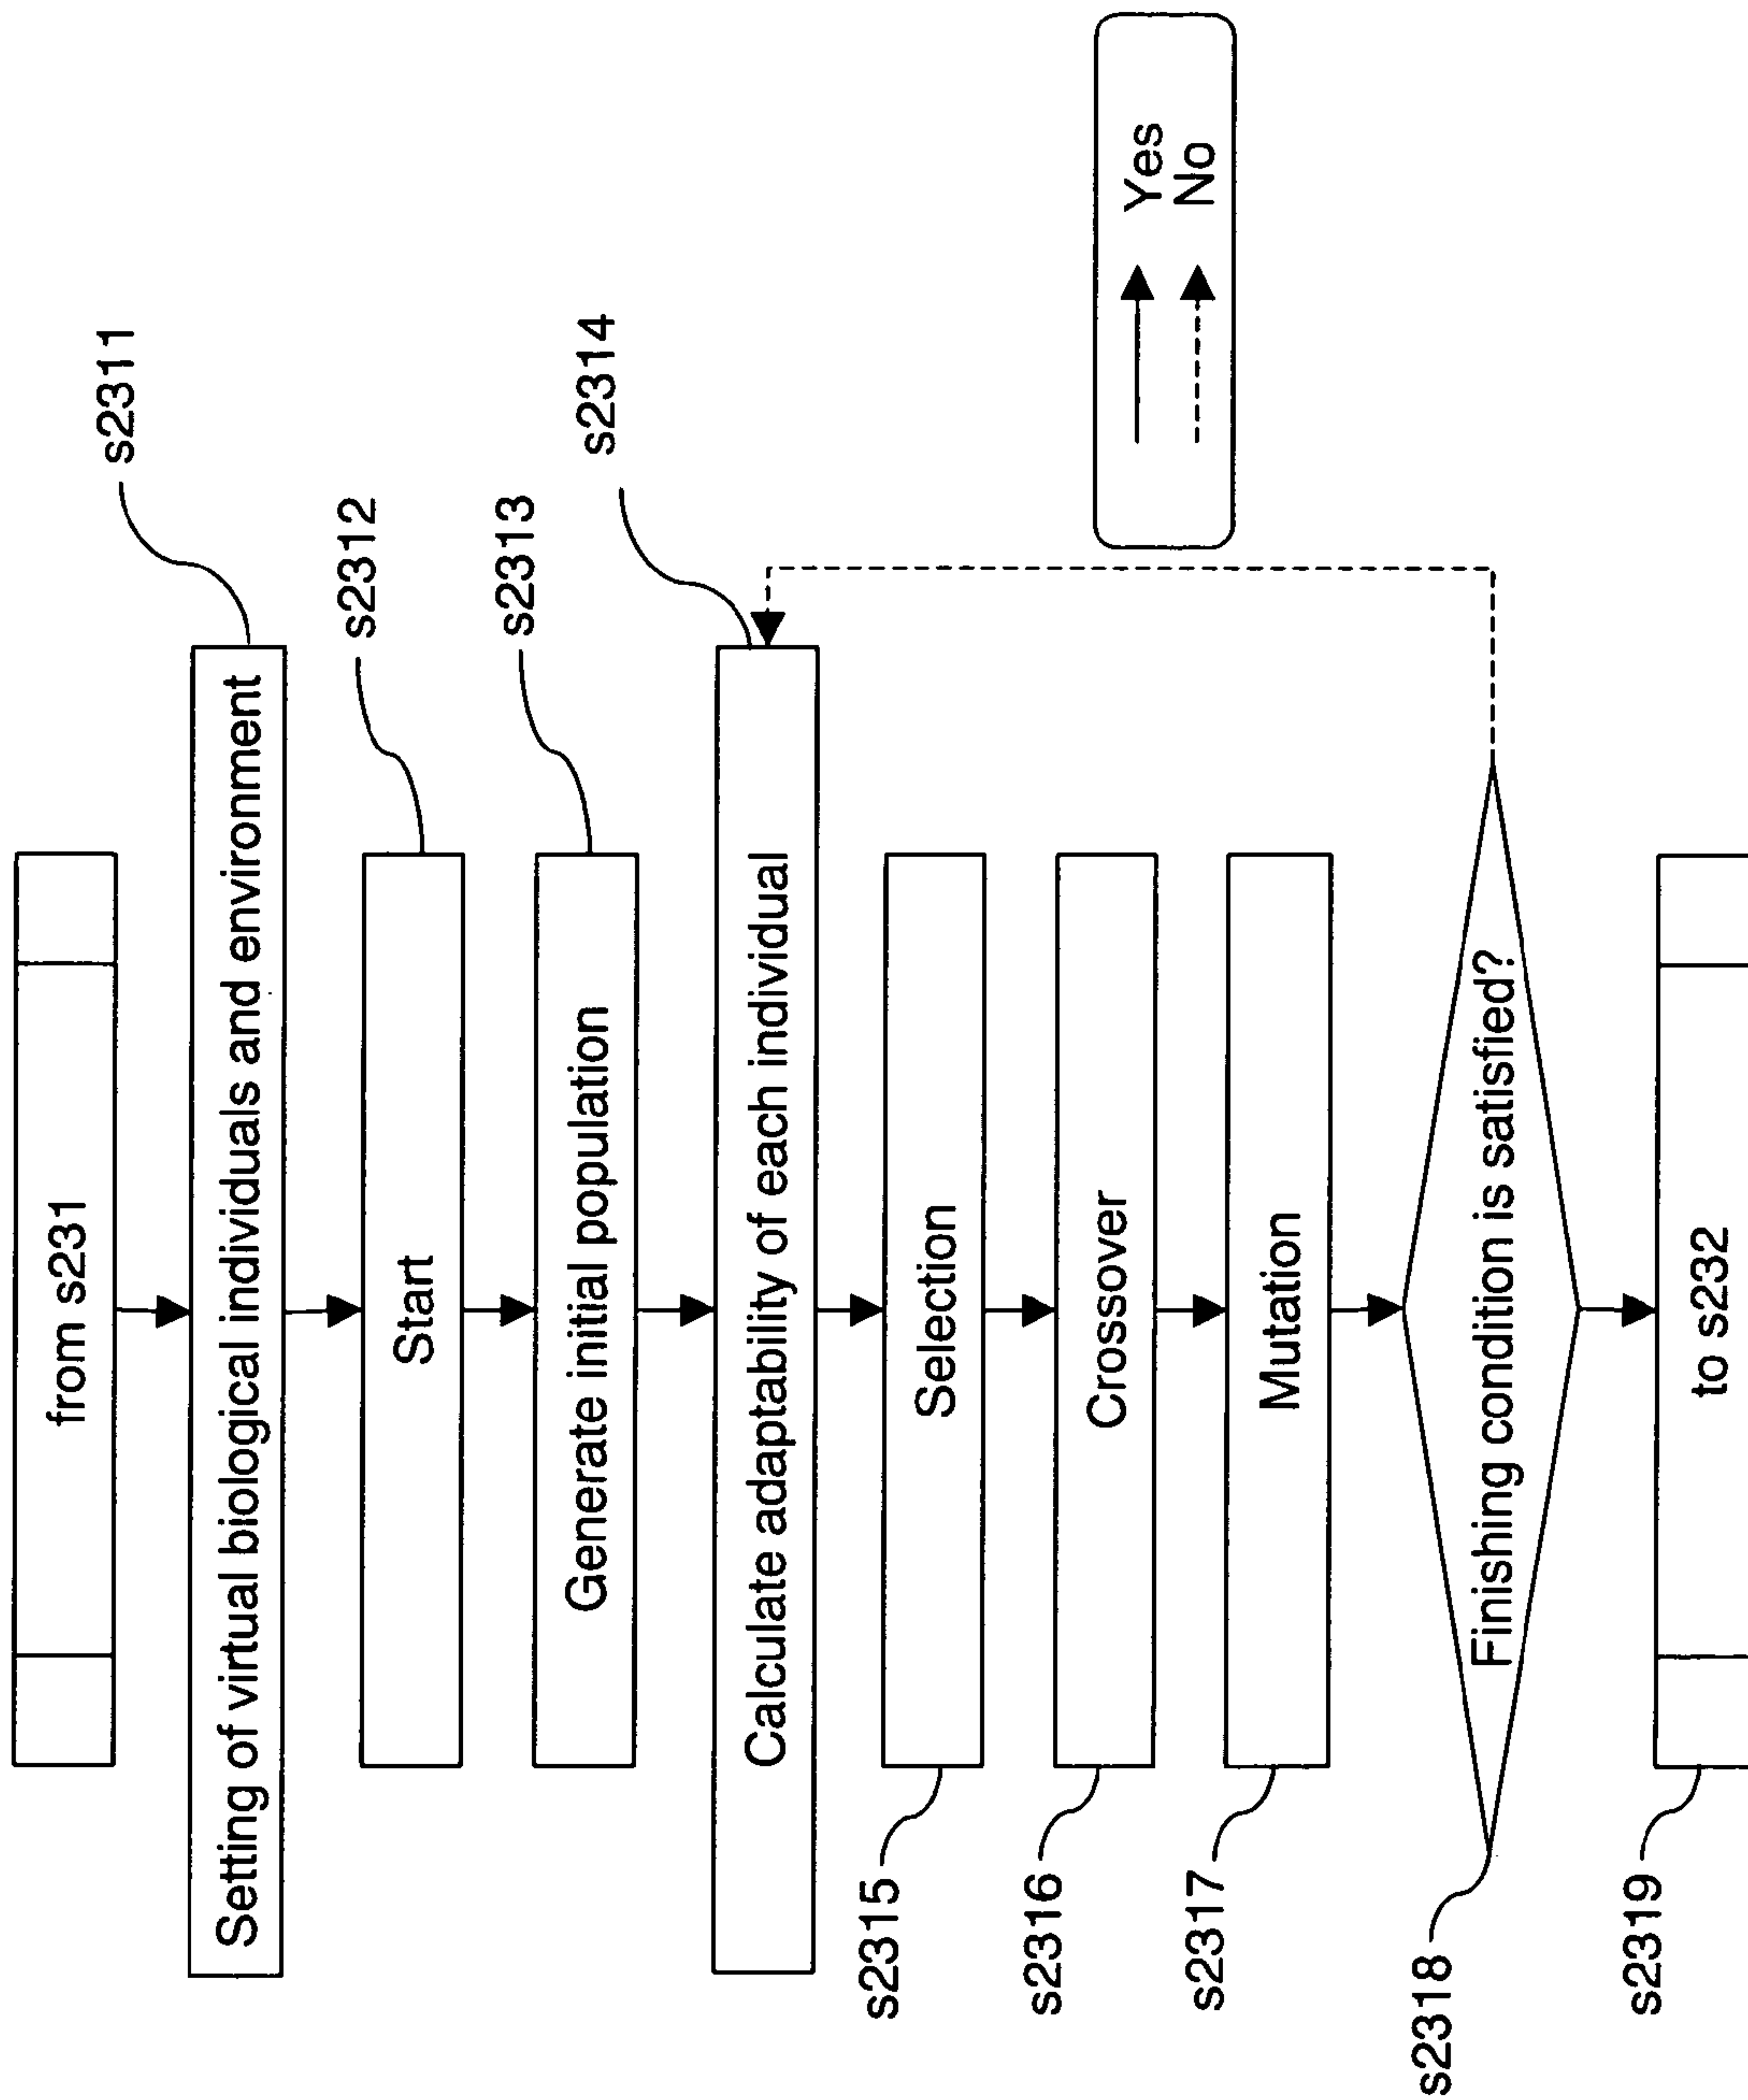 from s231
Setting of virtual biological individuals and environment
s2311
Start
s2312
Generate initial population
s2313
Calculate adaptability of each individual
s2314
Selection
s2315
Crossover
s2316
Mutation
s2317
Finishing condition is satisfied?
s2318
to s232
s2319
Yes
No